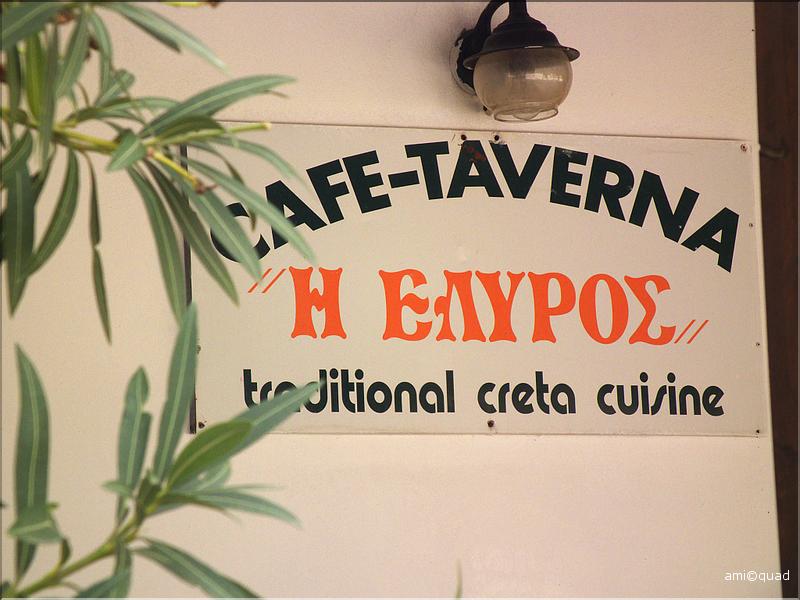 CAFE-TAVERNA
"Η ΕΛΥΡΟΣ"
traditional creta cuisine
ami©quad